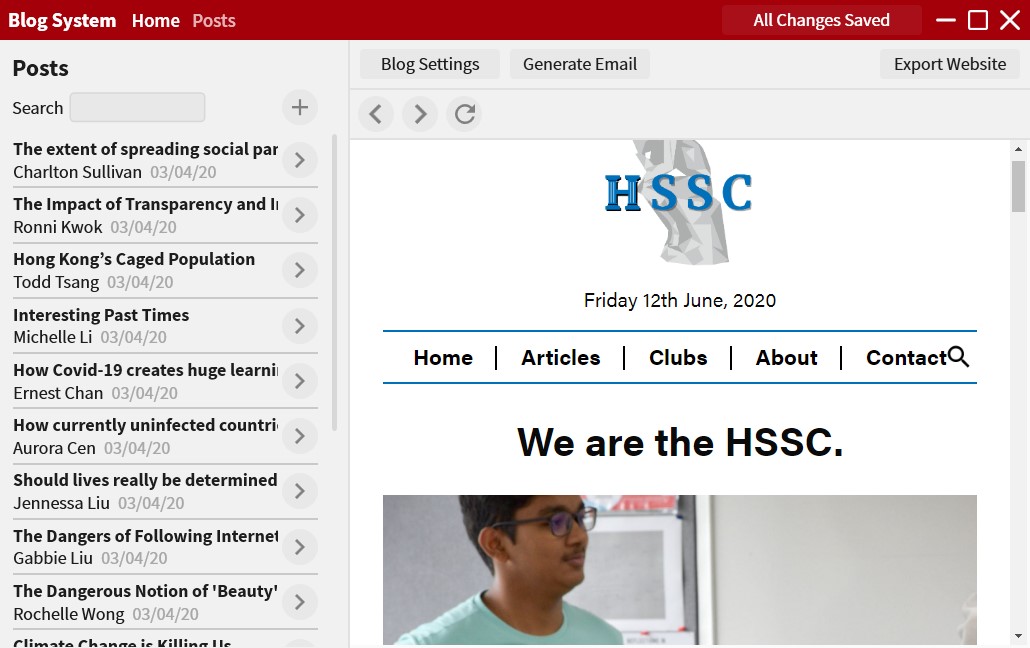 Blog System Home Posts All Changes Saved
Posts
Search
The extent of spreading social par
Charlton Sullivan 03/04/20
The Impact of Transparency and I
Ronni Kwok 03/04/20
Hong Kong’s Caged Population
Todd Tsang 03/04/20
Interesting Past Times
Michelle Li 03/04/20
How Covid-19 creates huge learni
Ernest Chan 03/04/20
How currently uninfected countri
Aurora Cen 03/04/20
Should lives really be determined
Jennessa Liu 03/04/20
The Dangers of Following Internet
Gabbie Liu 03/04/20
The Dangerous Notion of 'Beauty'
Rochelle Wong 03/04/20
Climate Change is Killing Us
Blog Settings Generate Email Export Website
HSSC
Friday 12th June, 2020
Home Articles Clubs About Contact
We are the HSSC.